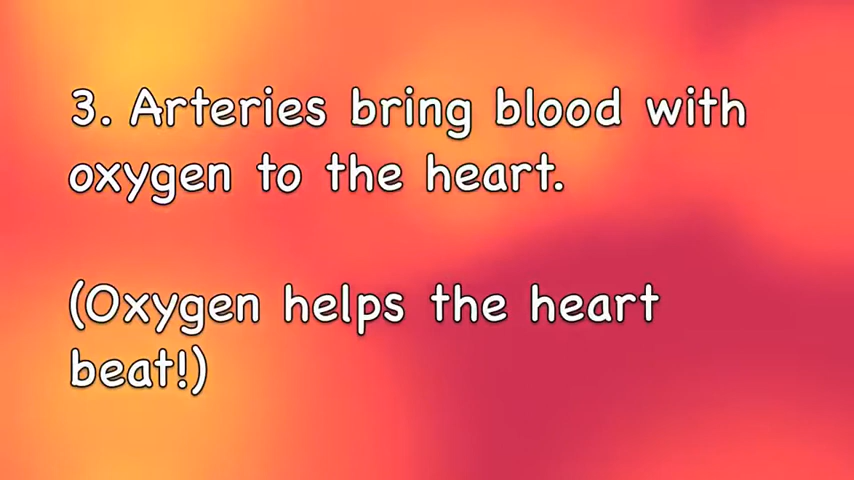 3. Arteries bring blood with
oxygen to the heart.
(Oxygen helps the heart
beat!)